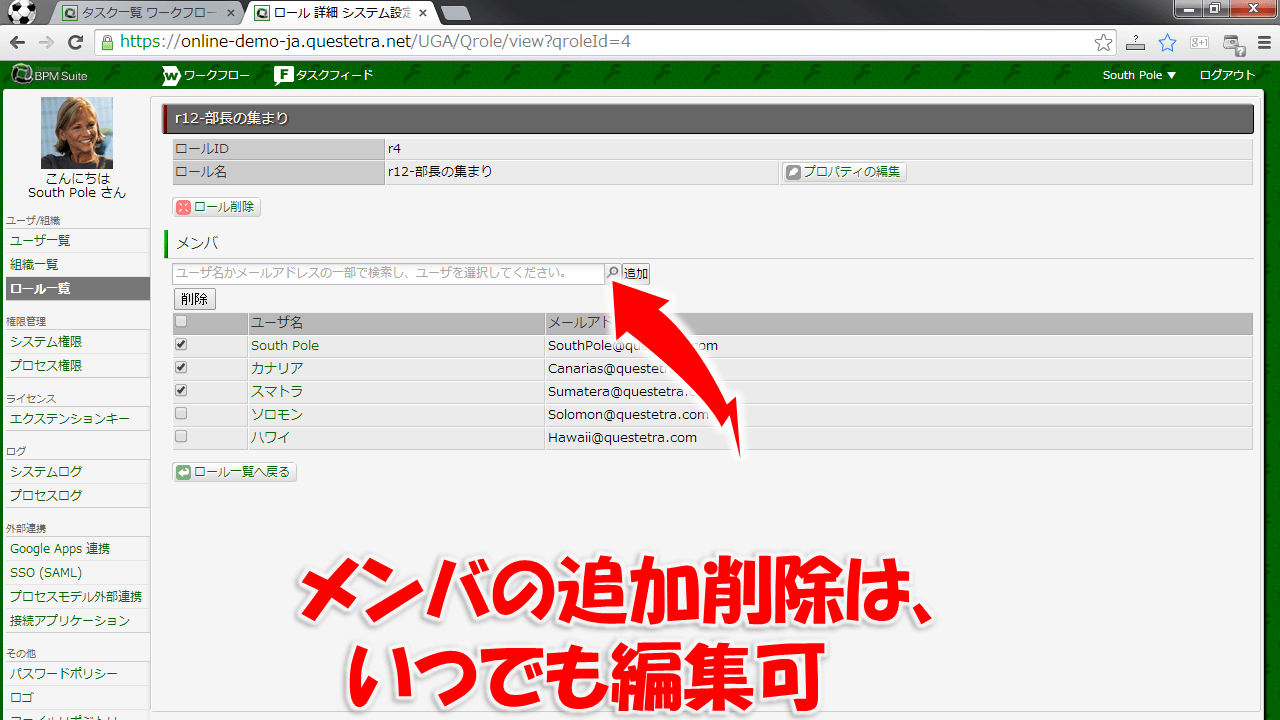 タスク一覧 ワークフロー
ロール 詳細 システム設定
https://online-demo-ja.questetra.net/UGA/Qrole/view?qroleId=4
BPM Suite
ワークフロー
タスクフィード
South Pole ▼
ログアウト
こんにちは
South Pole さん
ユーザ/組織
ユーザ一覧
組織一覧
ロール一覧
権限管理
システム権限
プロセス権限
ライセンス
エクステンションキー
ログ
システムログ
プロセスログ
外部連携
Google Apps 連携
SSO (SAML)
プロセスモデル外部連携
接続アプリケーション
その他
パスワードポリシー
ロゴ
r12-部長の集まり
ロールID r4
ロール名 r12-部長の集まり プロパティの編集
ロール削除
メンバ
ユーザ名かメールアドレスの一部で検索し、ユーザを選択してください。 追加
削除
ユーザ名 メールアド
South Pole SouthPole@qu com
カナリア Canarias@questetr
スマトラ Sumatera@questetra.c
ソロモン Solomon@questetra.com
ハワイ Hawaii@questetra.com
ロール一覧へ戻る
メンバの追加削除は、
いつでも編集可